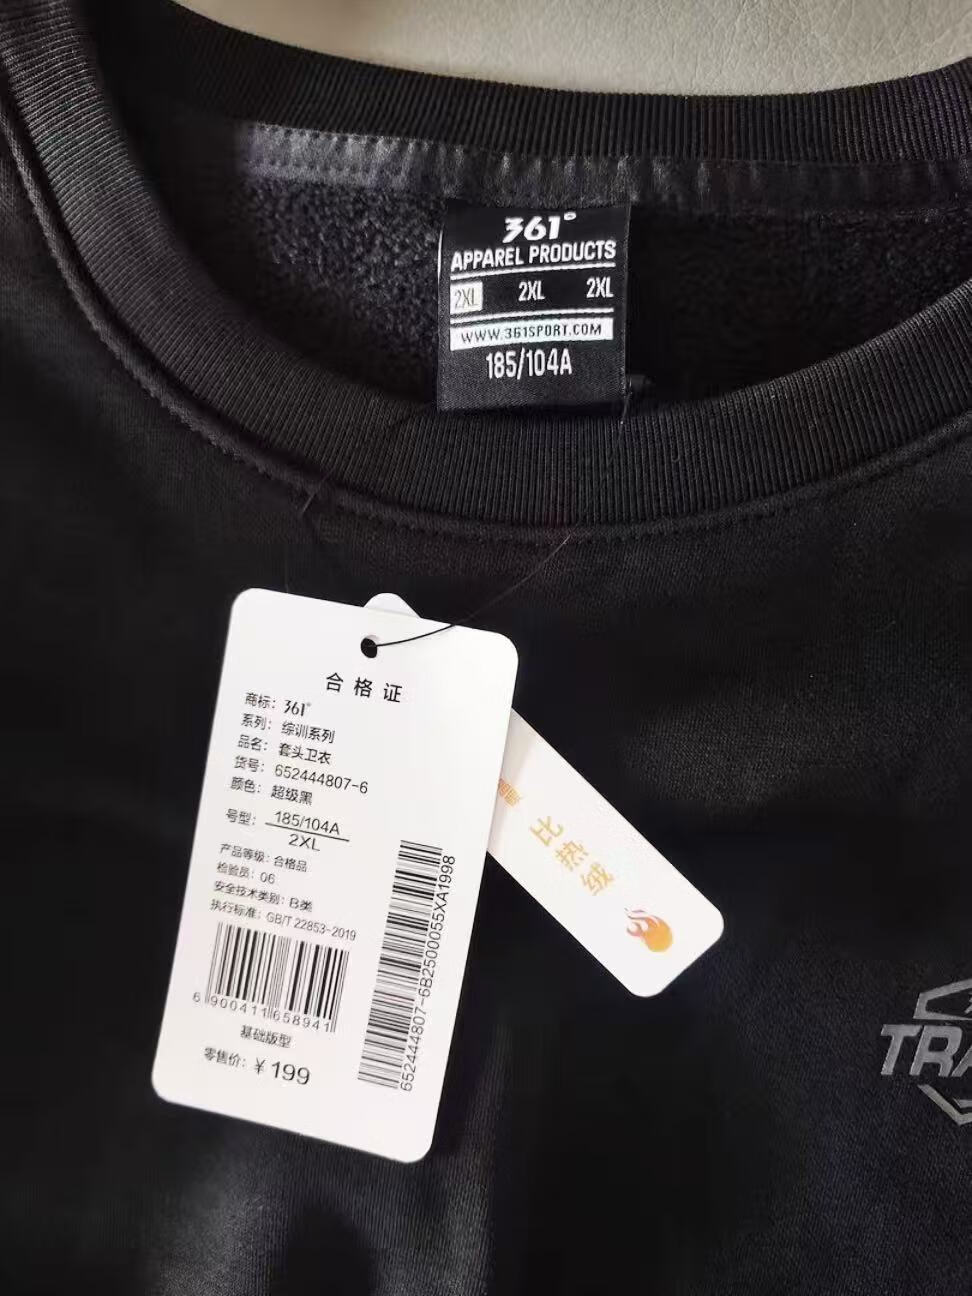 361°
APPAREL PRODUCTS
2XL 2XL 2XL
WWW.361SPORT.COM
185/104A
合格证
商标：361°
系列：综训系列
品名：套头卫衣
货号：652444807-6
颜色：超级黑
号型：185/104A
2XL
产品等级：合格品
检验员：06
安全技术类别：B类
执行标准：GB/T 22853-2019
6 900411 658941
基础版型
零售价：¥ 199
652444807-6B2500055XA1998
比热绒